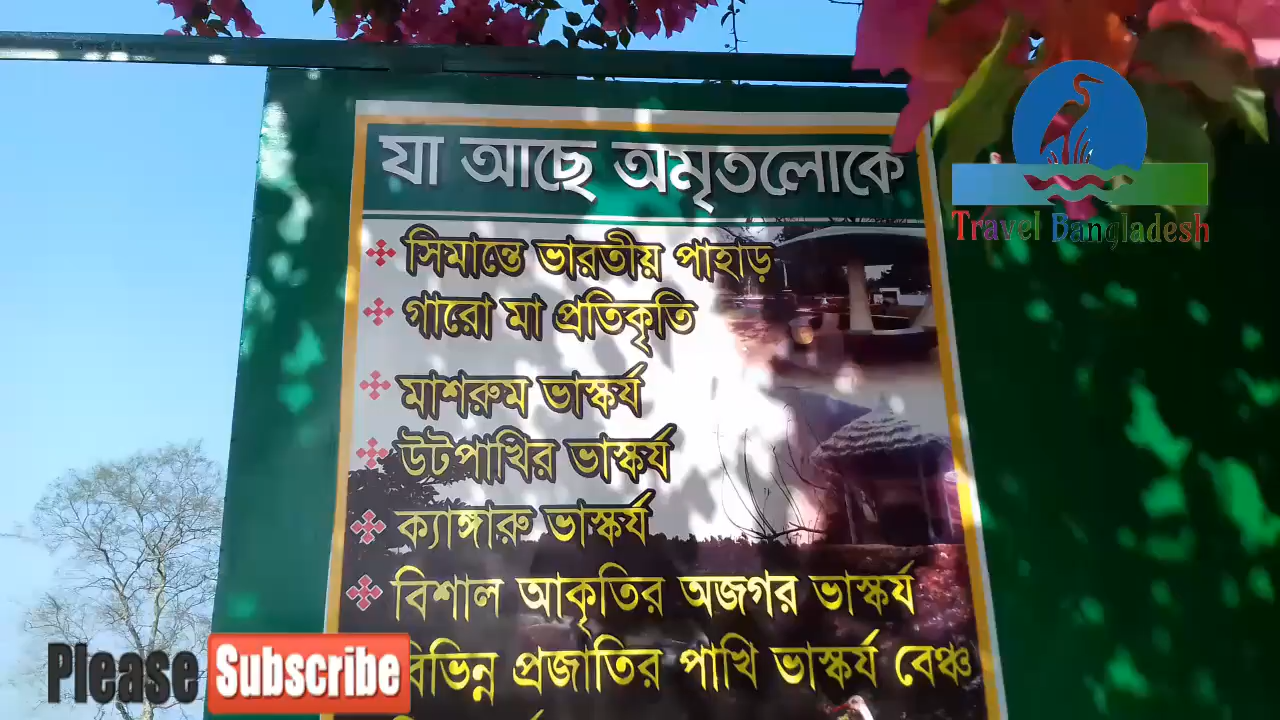 যা আছে অমৃতলোকে
সিমান্তে ভারতীয় পাহাড়
গারো মা প্রতিকৃতি
মাশরুম ভাস্কর্য
উটপাখির ভাস্কর্য
ক্যাঙ্গারু ভাস্কর্য
বিশাল আকৃতির অজগর ভাস্কর্য
বিভিন্ন প্রজাতির পাখি ভাস্কর্য বেঞ্চ
Travel Bangladesh
Please Subscribe